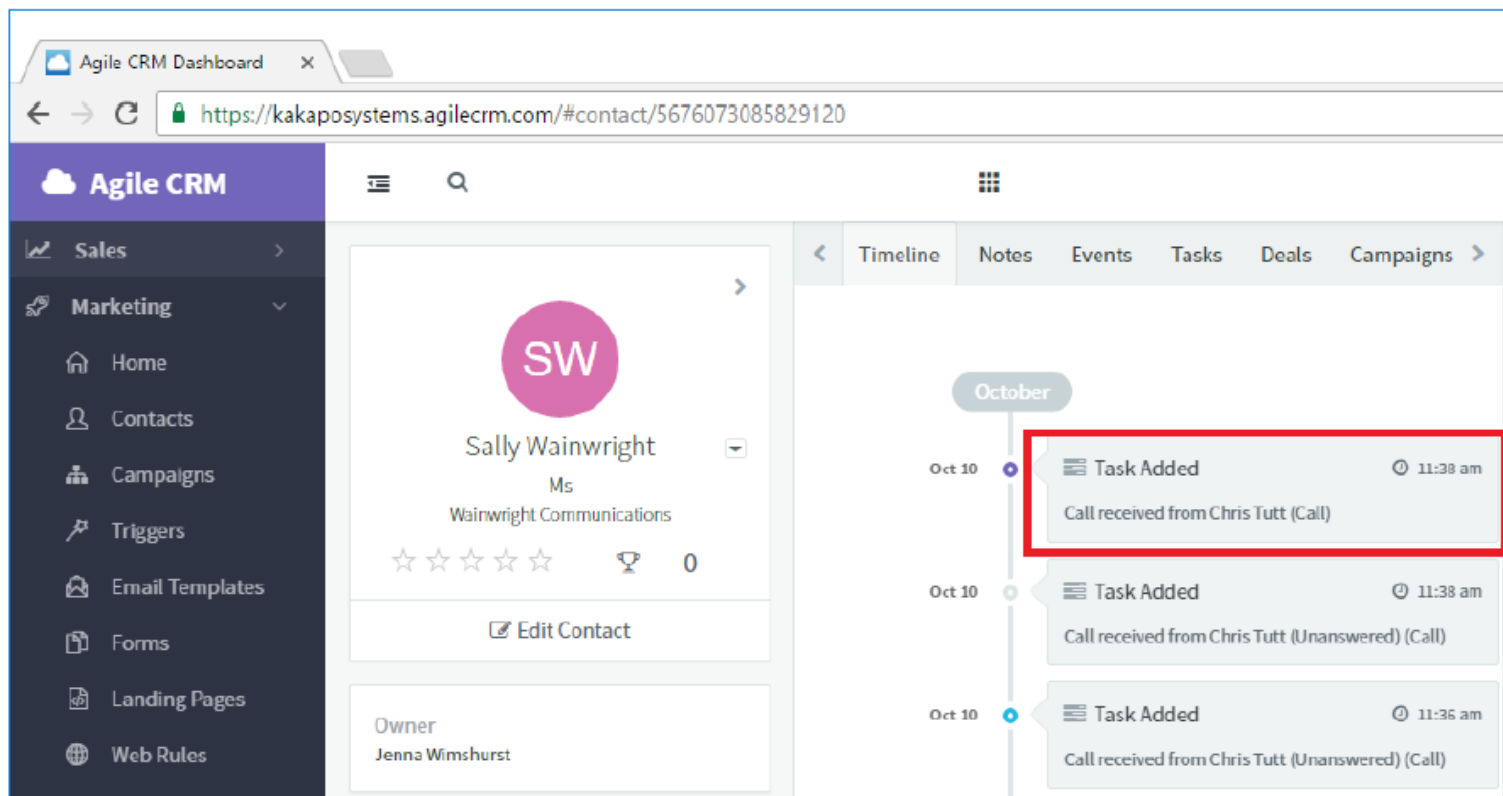 Agile CRM Dashboard
https://kakaposystems.agilecrm.com/#contact/5676073085829120
Agile CRM
Sales
Marketing
Home
Contacts
Campaigns
Triggers
Email Templates
Forms
Landing Pages
Web Rules
SW
Sally Wainwright
Ms
Wainwright Communications
0
Edit Contact
Owner
Jenna Wimshurst
Timeline Notes Events Tasks Deals Campaigns
October
Oct 10 Task Added 11:38 am
Call received from Chris Tutt (Call)
Oct 10 Task Added 11:38 am
Call received from Chris Tutt (Unanswered) (Call)
Oct 10 Task Added 11:36 am
Call received from Chris Tutt (Unanswered) (Call)